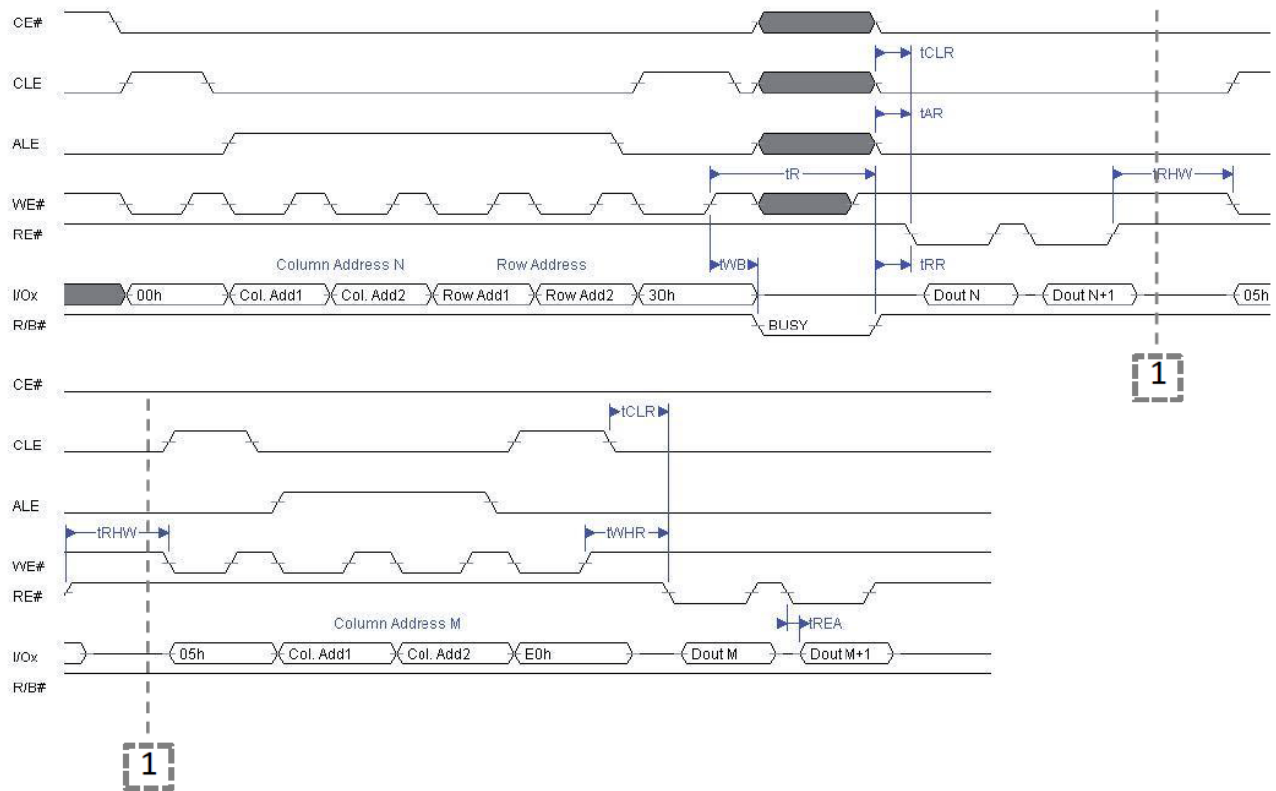 CE#
tCLR
CLE
tAR
ALE
tR
tRHW
WE#
RE#
Column Address N Row Address tWB tRR
I/Ox 00h Col. Add1 Col. Add2 Row Add1 Row Add2 30h Dout N Dout N+1 05h
R/B# BUSY
1
CE#
tCLR
CLE
ALE
tRHW tWHR
WE#
RE#
Column Address M tREA
I/Ox 05h Col. Add1 Col. Add2 E0h Dout M Dout M+1
R/B#
1